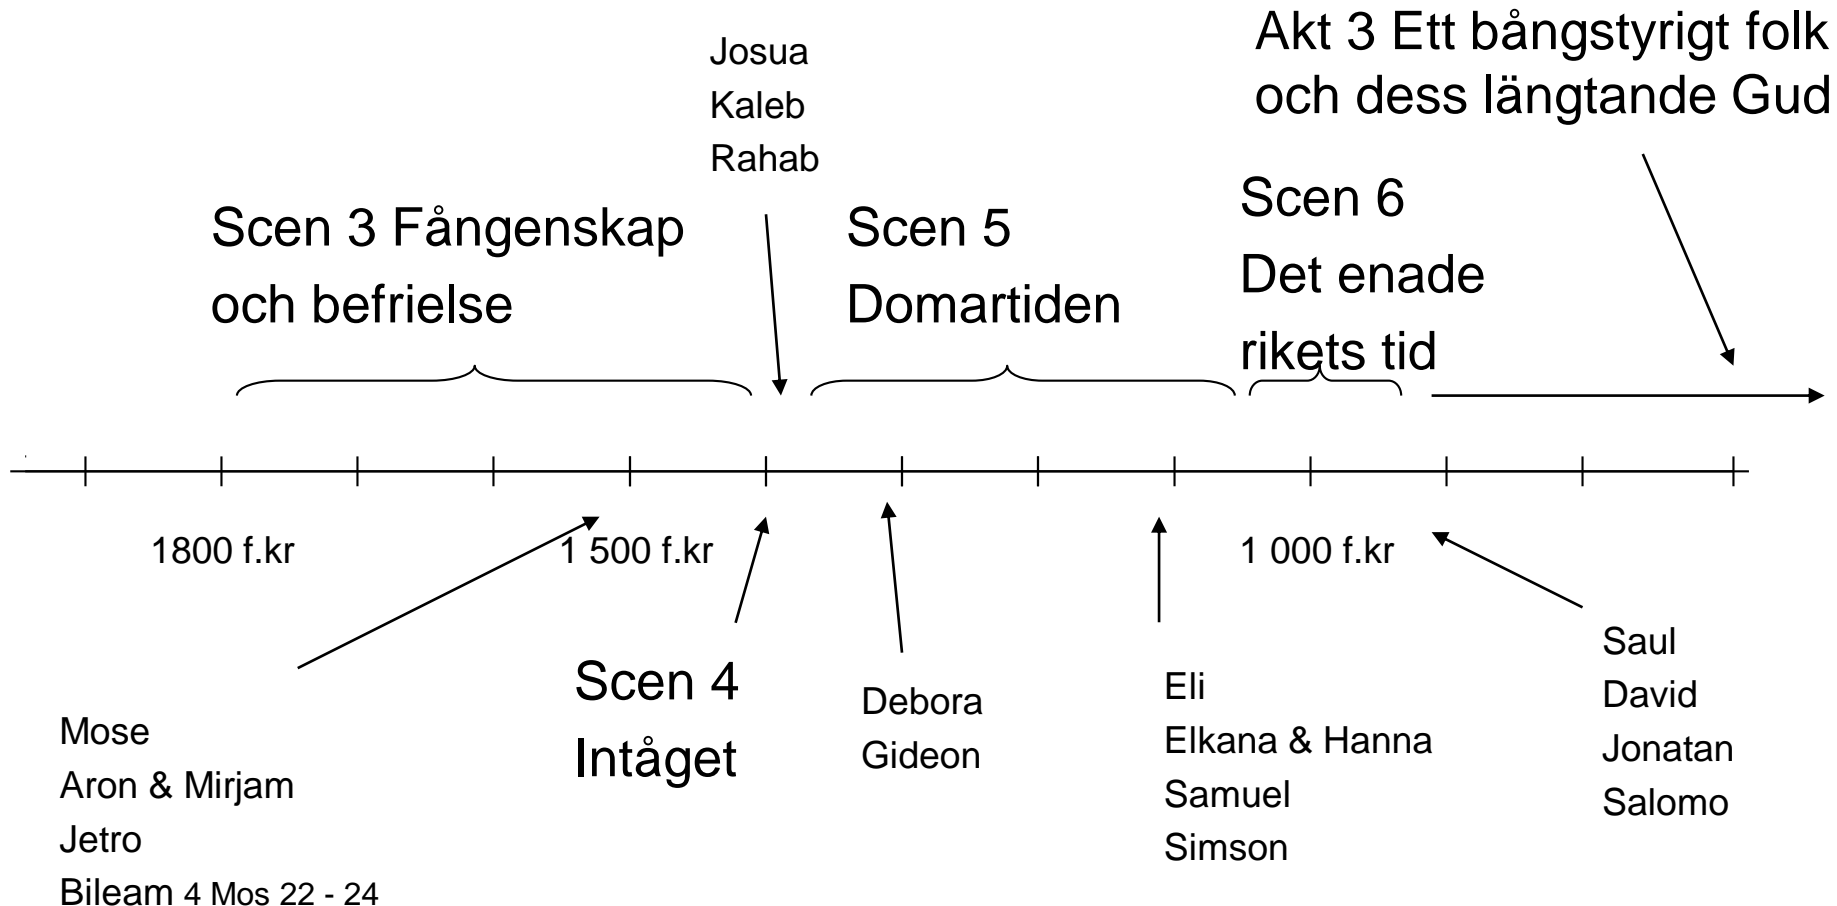 Akt 3 Ett bångstyrigt folk
och dess längtande Gud
Josua
Kaleb
Rahab
Scen 3 Fångenskap
och befrielse
Scen 5
Domartiden
Scen 6
Det enade
rikets tid
1800 f.kr
1 500 f.kr
1 000 f.kr
Mose
Aron & Mirjam
Jetro
Bileam 4 Mos 22 - 24
Scen 4
Intåget
Debora
Gideon
Eli
Elkana & Hanna
Samuel
Simson
Saul
David
Jonatan
Salomo